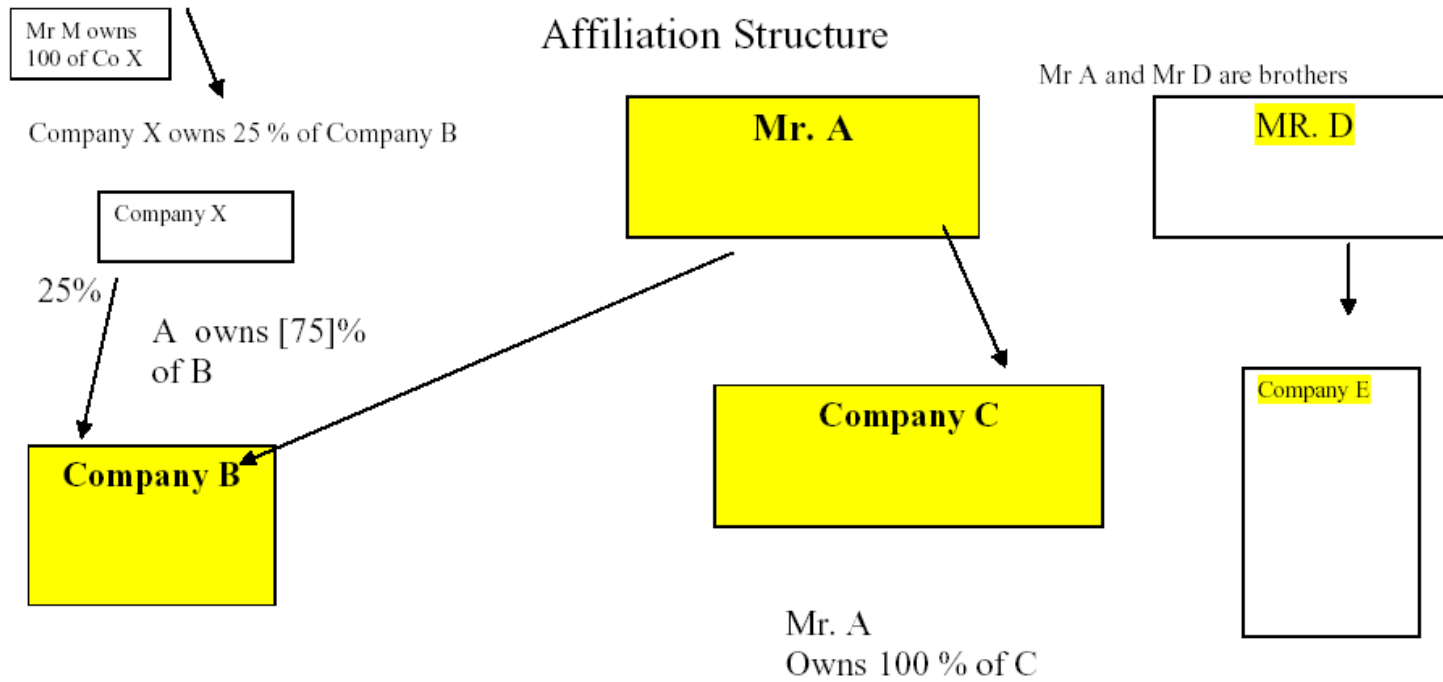 Affiliation Structure
Mr M owns
100 of Co X
Mr A and Mr D are brothers
Company X owns 25 % of Company B
Mr. A
MR. D
Company X
25%
A owns [75]%
of B
Company E
Company C
Company B
Mr. A
Owns 100 % of C